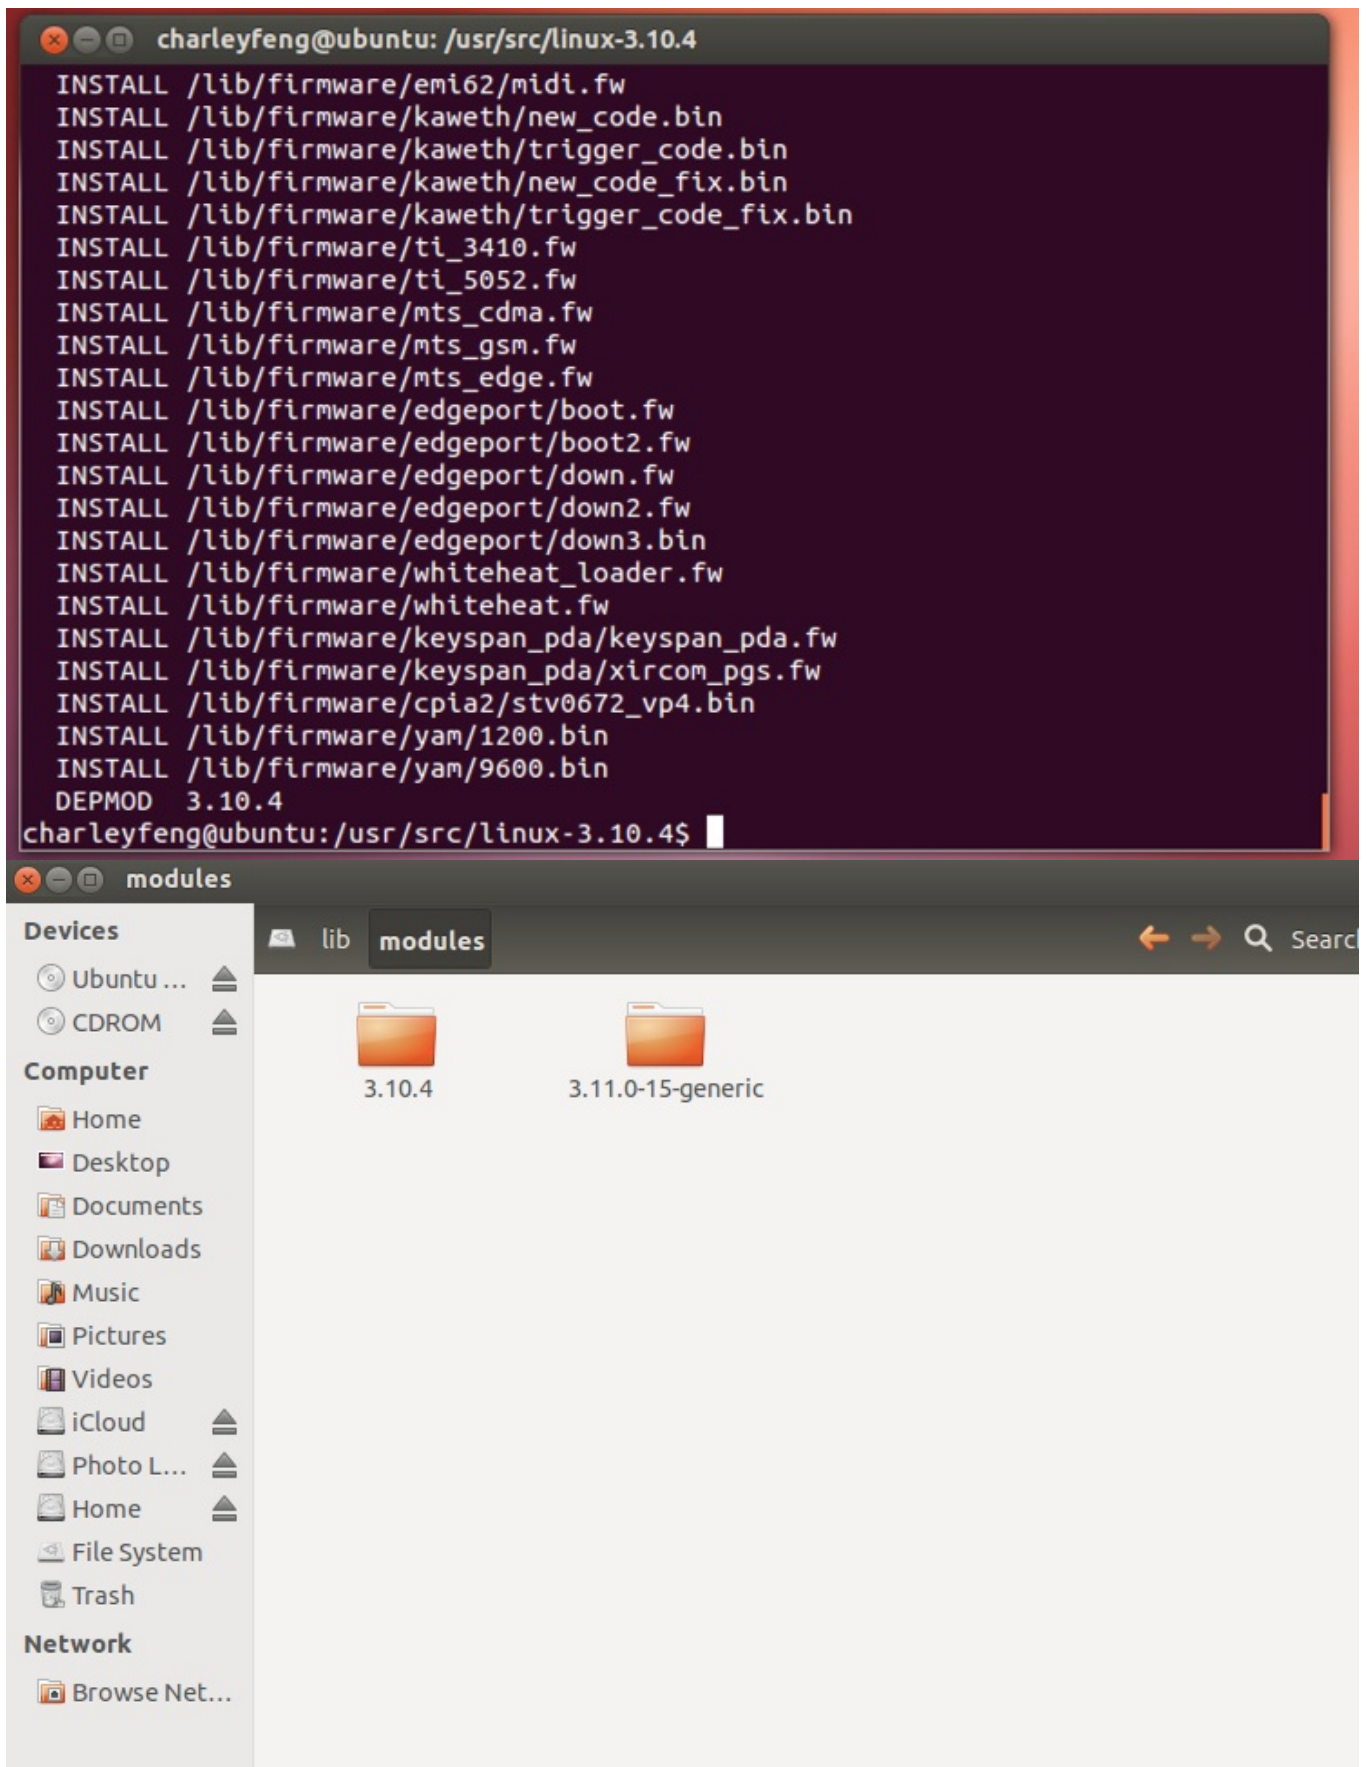 charleyfeng@ubuntu: /usr/src/linux-3.10.4
INSTALL /lib/firmware/emi62/midi.fw
INSTALL /lib/firmware/kaweth/new_code.bin
INSTALL /lib/firmware/kaweth/trigger_code.bin
INSTALL /lib/firmware/kaweth/new_code_fix.bin
INSTALL /lib/firmware/kaweth/trigger_code_fix.bin
INSTALL /lib/firmware/ti_3410.fw
INSTALL /lib/firmware/ti_5052.fw
INSTALL /lib/firmware/mts_cdma.fw
INSTALL /lib/firmware/mts_gsm.fw
INSTALL /lib/firmware/mts_edge.fw
INSTALL /lib/firmware/edgeport/boot.fw
INSTALL /lib/firmware/edgeport/boot2.fw
INSTALL /lib/firmware/edgeport/down.fw
INSTALL /lib/firmware/edgeport/down2.fw
INSTALL /lib/firmware/edgeport/down3.bin
INSTALL /lib/firmware/whiteheat_loader.fw
INSTALL /lib/firmware/whiteheat.fw
INSTALL /lib/firmware/keyspan_pda/keyspan_pda.fw
INSTALL /lib/firmware/keyspan_pda/xircom_pgs.fw
INSTALL /lib/firmware/cpia2/stv0672_vp4.bin
INSTALL /lib/firmware/yam/1200.bin
INSTALL /lib/firmware/yam/9600.bin
DEPMOD 3.10.4
charleyfeng@ubuntu:/usr/src/linux-3.10.4$
modules
Devices
Ubuntu ...
CDROM
Computer
Home
Desktop
Documents
Downloads
Music
Pictures
Videos
iCloud
Photo L...
Home
File System
Trash
Network
Browse Net...
lib modules Search
3.10.4 3.11.0-15-generic